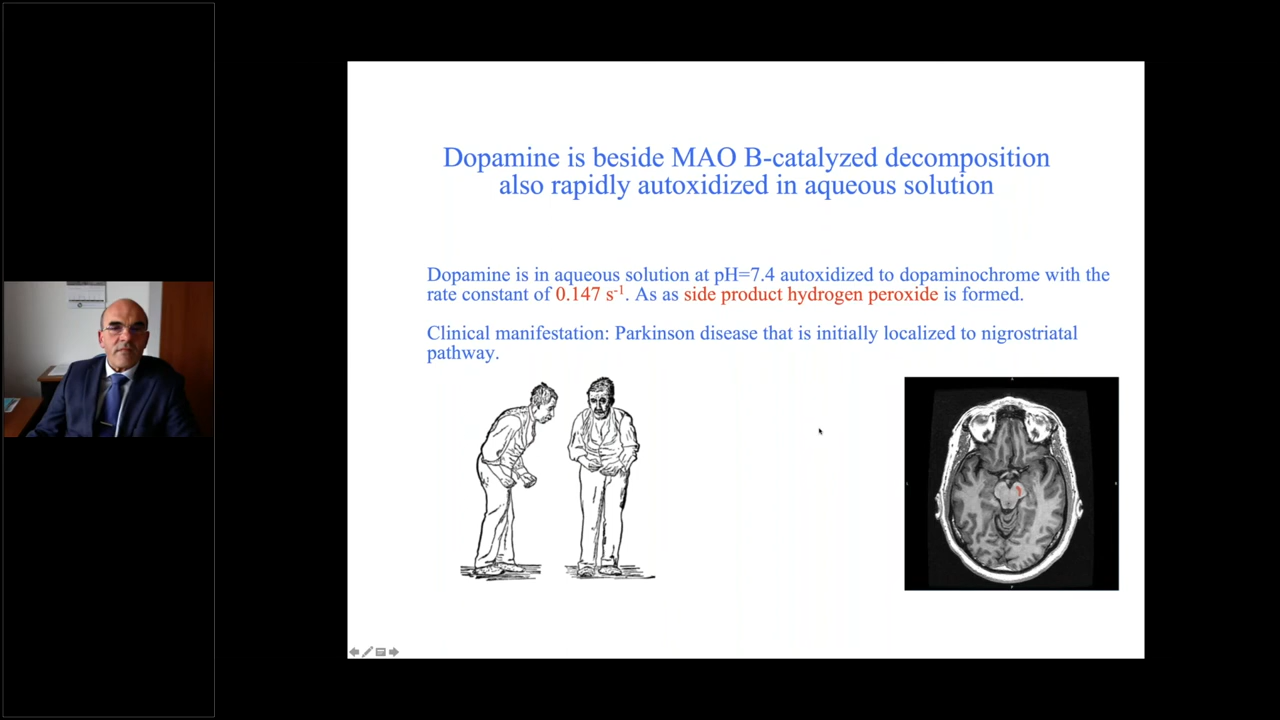 Dopamine is beside MAO B-catalyzed decomposition
also rapidly autoxidized in aqueous solution
Dopamine is in aqueous solution at pH=7.4 autoxidized to dopaminochrome with the
rate constant of 0.147 s⁻¹. As as side product hydrogen peroxide is formed.
Clinical manifestation: Parkinson disease that is initially localized to nigrostriatal
pathway.